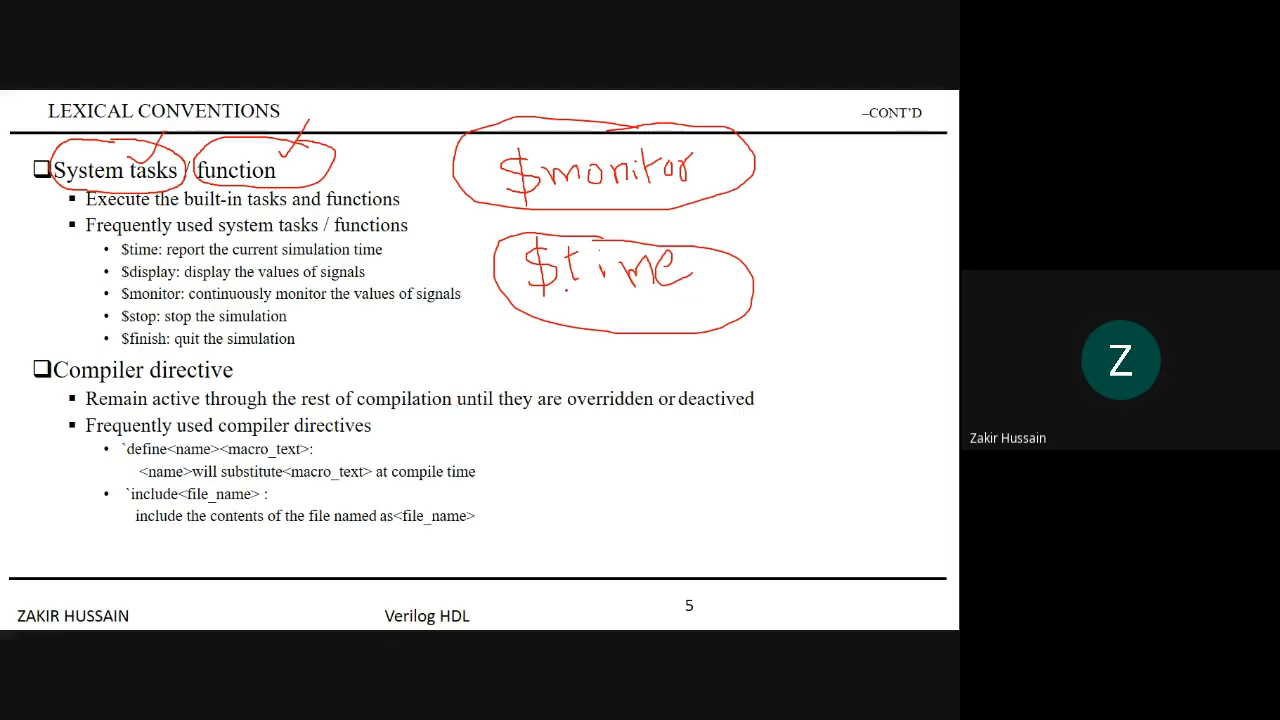 LEXICAL CONVENTIONS
–CONT'D
System tasks / function
Execute the built-in tasks and functions
Frequently used system tasks / functions
$time: report the current simulation time
$display: display the values of signals
$monitor: continuously monitor the values of signals
$stop: stop the simulation
$finish: quit the simulation
$monitor
$time
Compiler directive
Remain active through the rest of compilation until they are overridden or deactived
Frequently used compiler directives
`define<name><macro_text>:
<name>will substitute<macro_text> at compile time
`include<file_name> :
include the contents of the file named as<file_name>
ZAKIR HUSSAIN
Verilog HDL
5
Z
Zakir Hussain